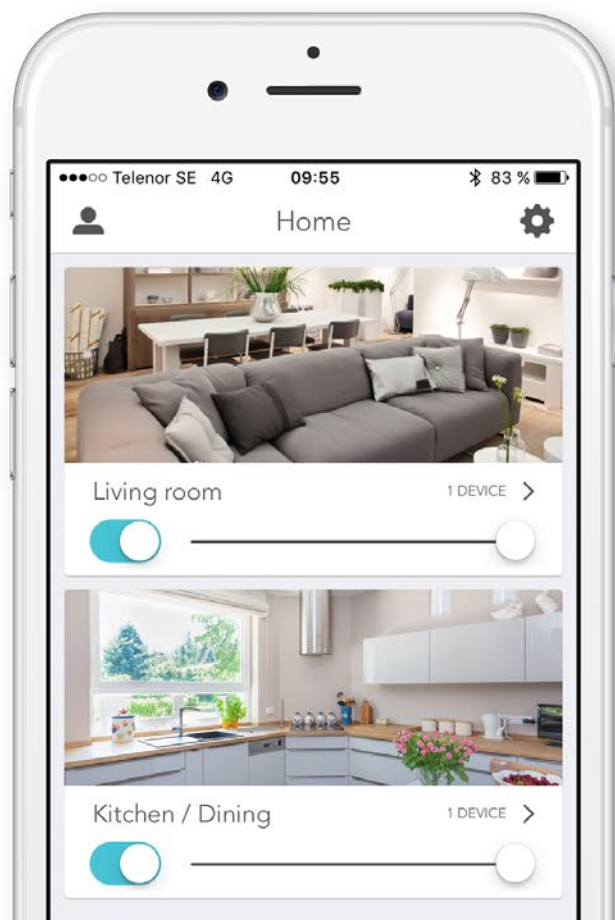 Telenor SE 4G 09:55 83 %
Home
Living room 1 DEVICE
Kitchen / Dining 1 DEVICE